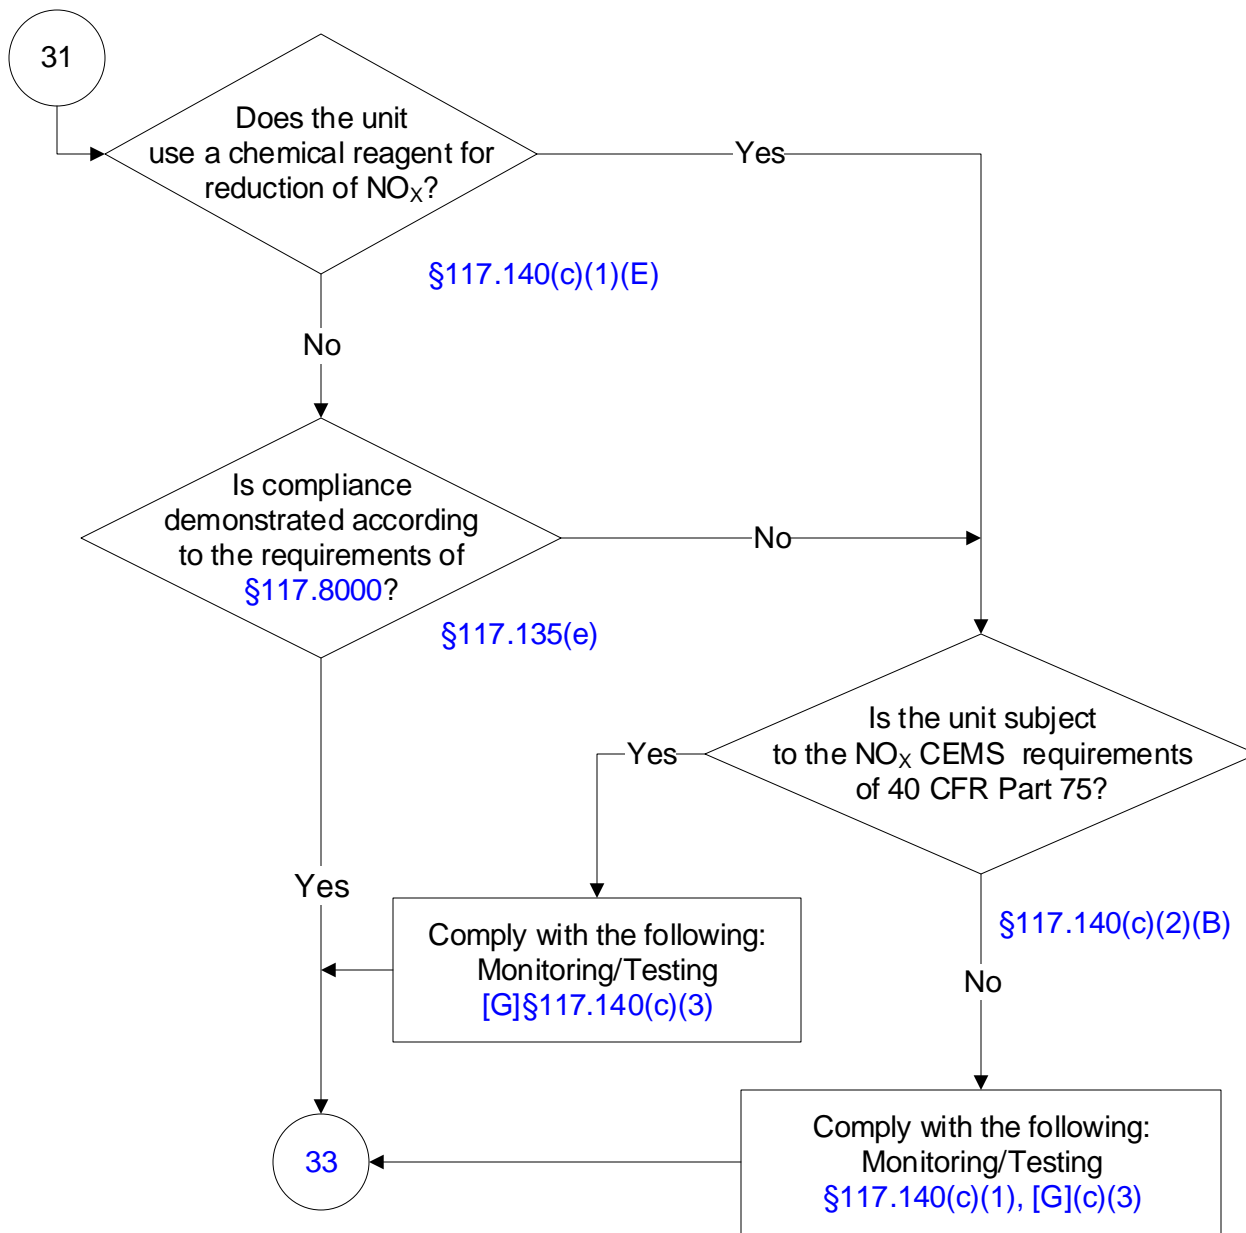 31
Does the unit
use a chemical reagent for
reduction of NOX?
Yes
§117.140(c)(1)(E)
No
Is compliance
demonstrated according
to the requirements of
§117.8000?
No
§117.135(e)
Is the unit subject
to the NOX CEMS requirements
of 40 CFR Part 75?
Yes
Yes
§117.140(c)(2)(B)
Comply with the following:
Monitoring/Testing
[G]§117.140(c)(3)
No
Comply with the following:
Monitoring/Testing
§117.140(c)(1), [G](c)(3)
33